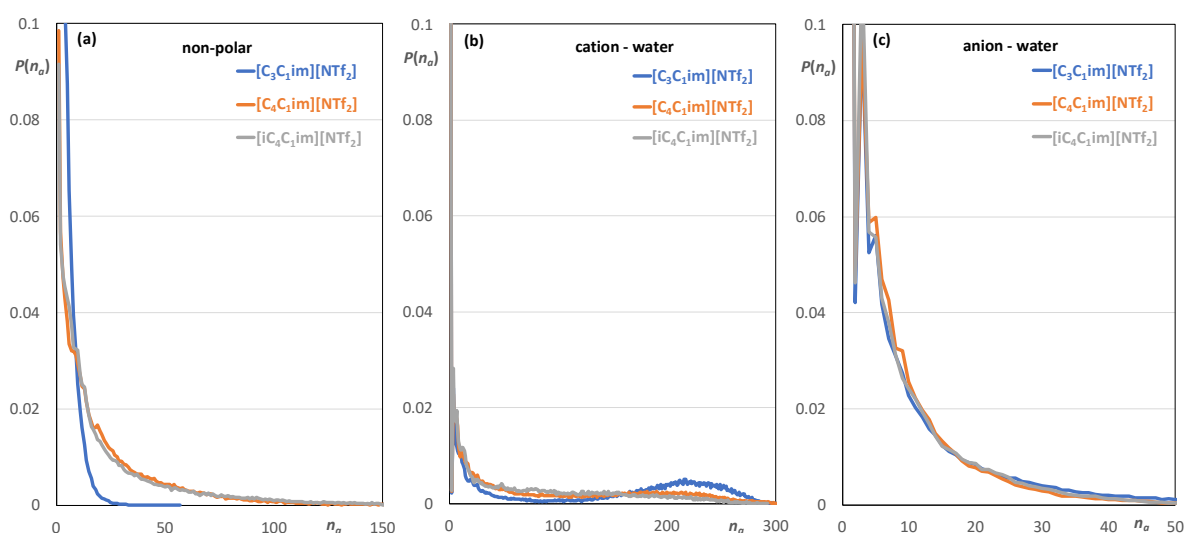 0.1
(a)
non-polar
P(nₐ)
[C₃C₁im][NTf₂]
0.08
[C₄C₁im][NTf₂]
[iC₄C₁im][NTf₂]
0.06
0.04
0.02
0
0
50
100
nₐ
150
0.1
(b)
cation - water
P(nₐ)
[C₃C₁im][NTf₂]
0.08
[C₄C₁im][NTf₂]
[iC₄C₁im][NTf₂]
0.06
0.04
0.02
0
0
100
200
nₐ
300
0.1
(c)
anion - water
P(nₐ)
[C₃C₁im][NTf₂]
0.08
[C₄C₁im][NTf₂]
[iC₄C₁im][NTf₂]
0.06
0.04
0.02
0
0
10
20
30
40
nₐ
50